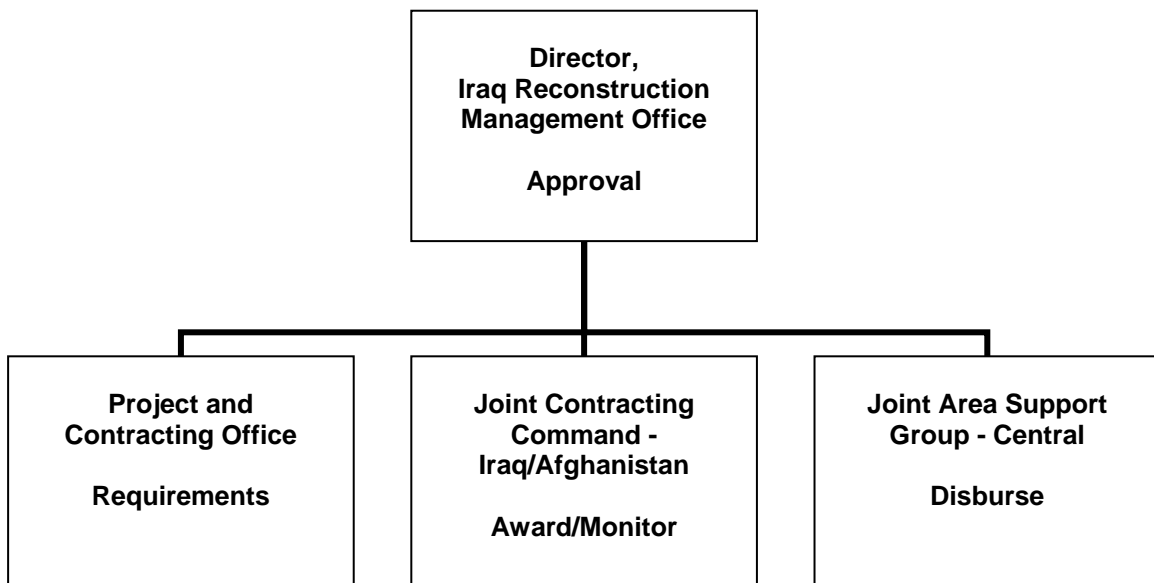 Director,
Iraq Reconstruction
Management Office
Approval
Project and
Contracting Office
Requirements
Joint Contracting
Command -
Iraq/Afghanistan
Award/Monitor
Joint Area Support
Group - Central
Disburse